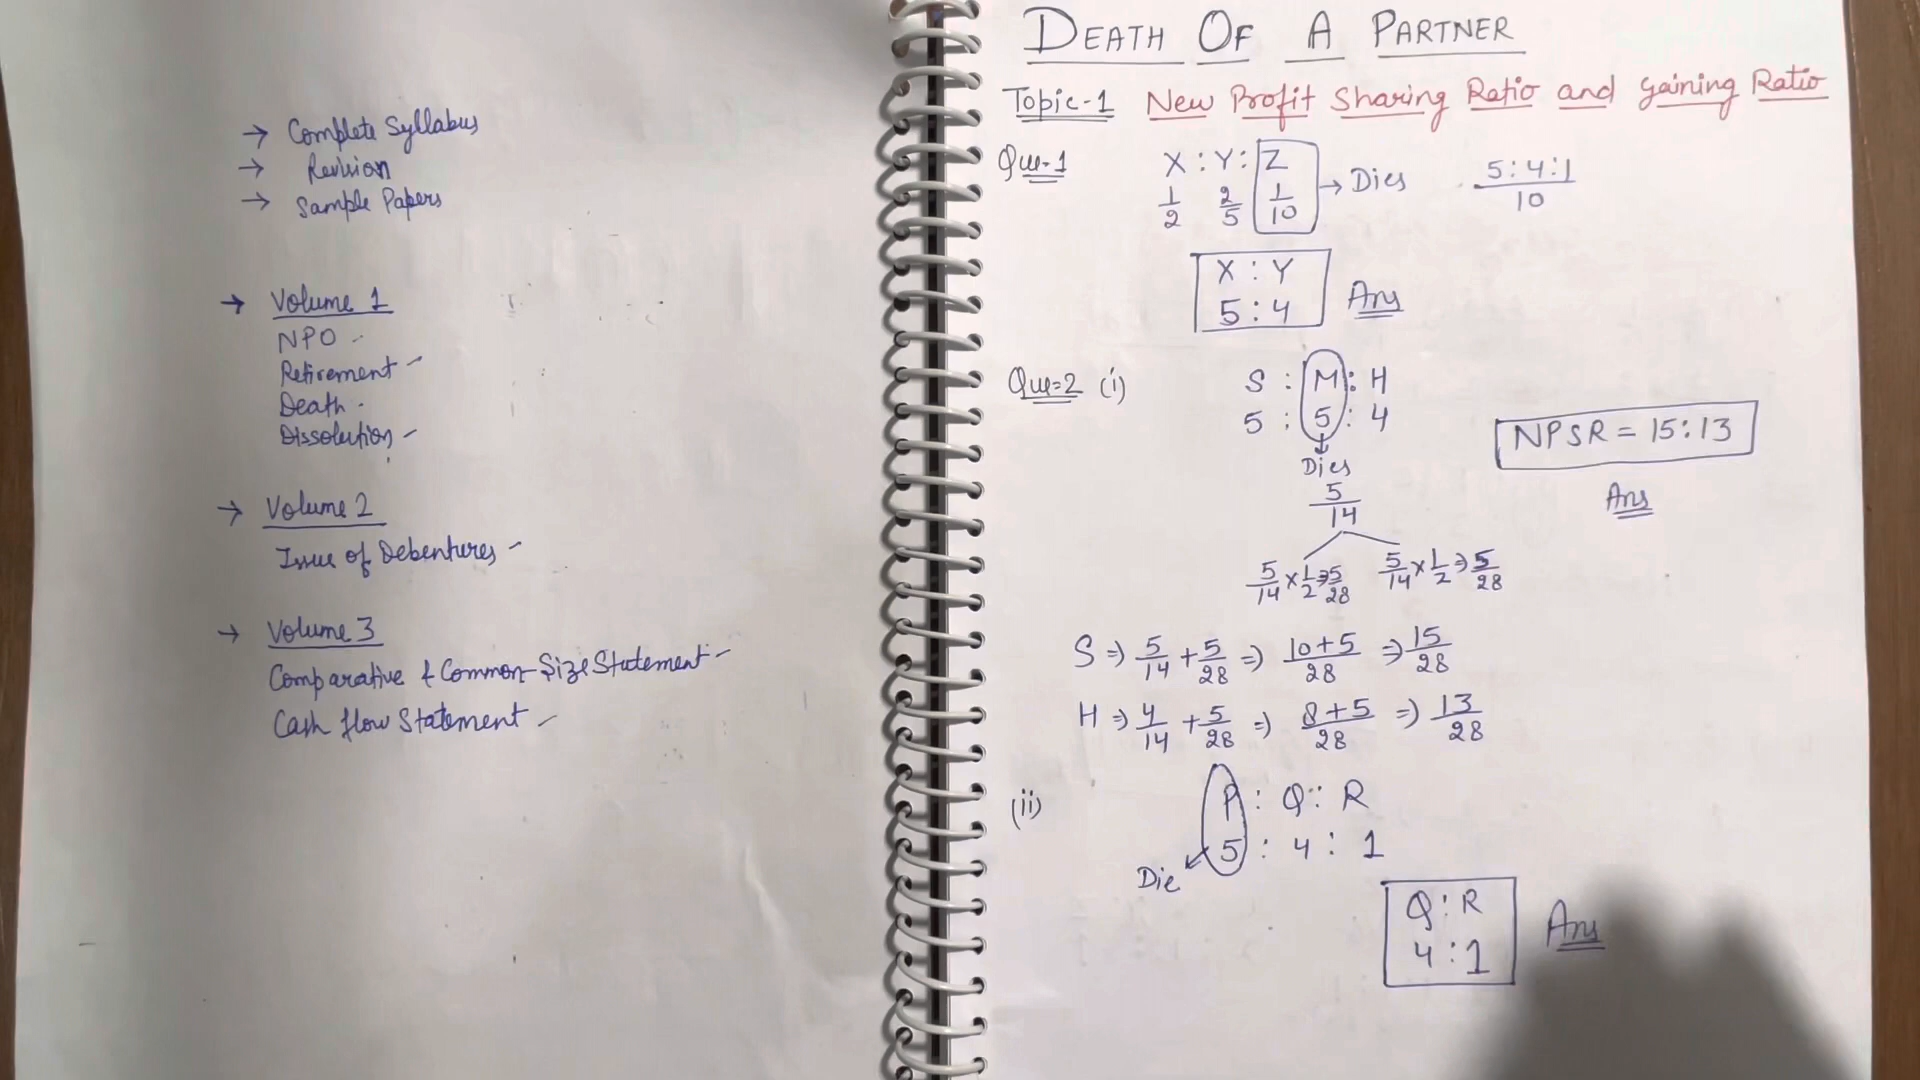 → Complete Syllabus
→ Revision
→ Sample Papers
→ Volume 1
NPO -
Retirement -
Death -
Dissolution -
→ Volume 2
Issue of Debentures -
→ Volume 3
Comparative & Common-Size Statement -
Cash flow Statement -
DEATH OF A PARTNER
Topic-1 New Profit Sharing Ratio and Gaining Ratio
Que-1 X : Y : Z
1/2 2/5 1/10 → Dies 5:4:1/10
X : Y
5 : 4 Ans
Que=2 (i) S : M : H
5 : 5 : 4
Dies
NPSR = 15:13
Ans
5/14
5/14 × 1/2 ⇒ 5/28 5/14 × 1/2 ⇒ 5/28
S ⇒ 5/14 + 5/28 ⇒ 10+5/28 ⇒ 15/28
H ⇒ 4/14 + 5/28 ⇒ 8+5/28 ⇒ 13/28
(ii) P : Q : R
5 : 4 : 1
Die
Q : R
4 : 1 Ans